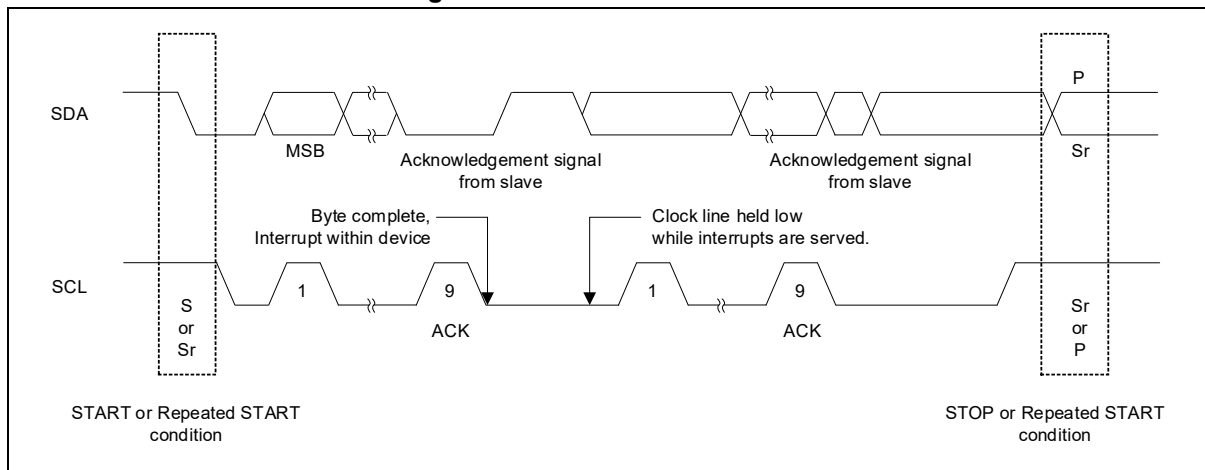 P
SDA
MSB
Acknowledgement signal
from slave
Acknowledgement signal
from slave
Sr
Byte complete,
Interrupt within device
Clock line held low
while interrupts are served.
SCL
S
or
Sr
1
9
ACK
1
9
ACK
Sr
or
P
START or Repeated START
condition
STOP or Repeated START
condition